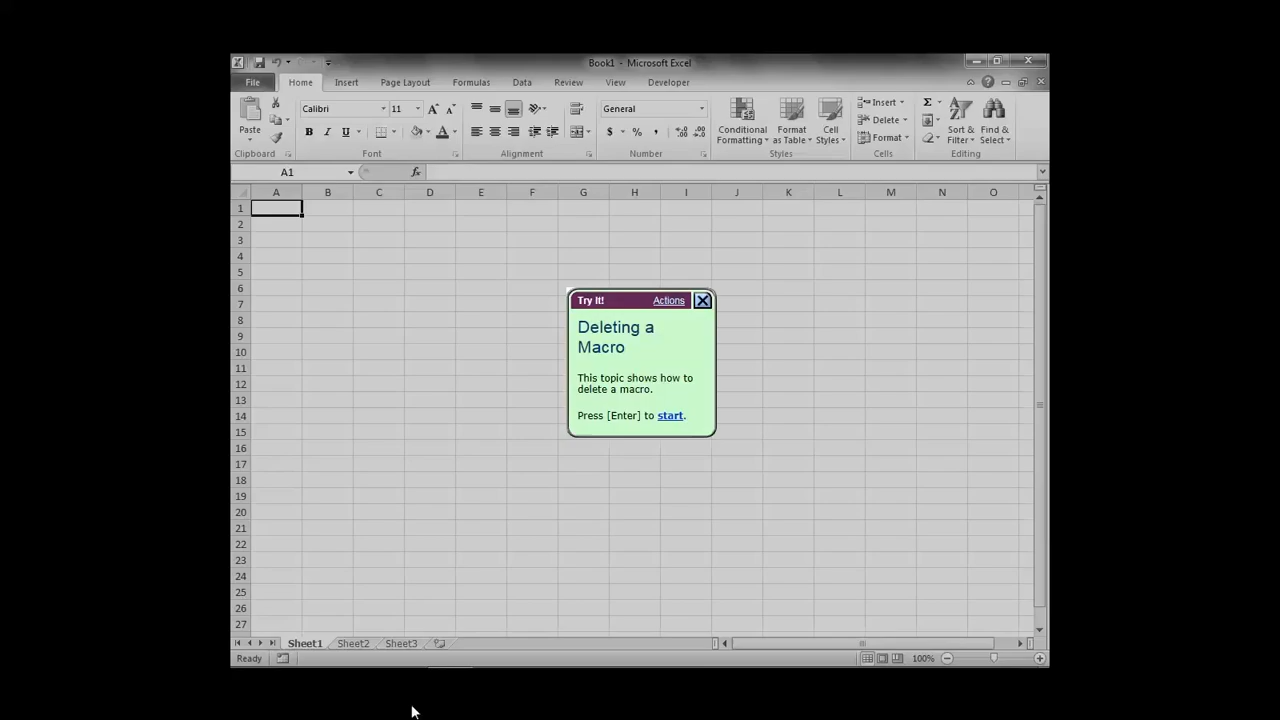 Book1 - Microsoft Excel
File Home Insert Page Layout Formulas Data Review View Developer
Calibri 11 General Insert Σ
Paste B I U $ % , Conditional Formatting Format as Table Cell Styles Delete Sort & Filter Find & Select
Format
Clipboard Font Alignment Number Styles Cells Editing
A1 fx
A B C D E F G H I J K L M N O
1
2
3
4
5
6
7
8
9
10
11
12
13
14
15
16
17
18
19
20
21
22
23
24
25
26
27
Try It! Actions
Deleting a
Macro
This topic shows how to
delete a macro.
Press [Enter] to start.
Sheet1 Sheet2 Sheet3
Ready 100%